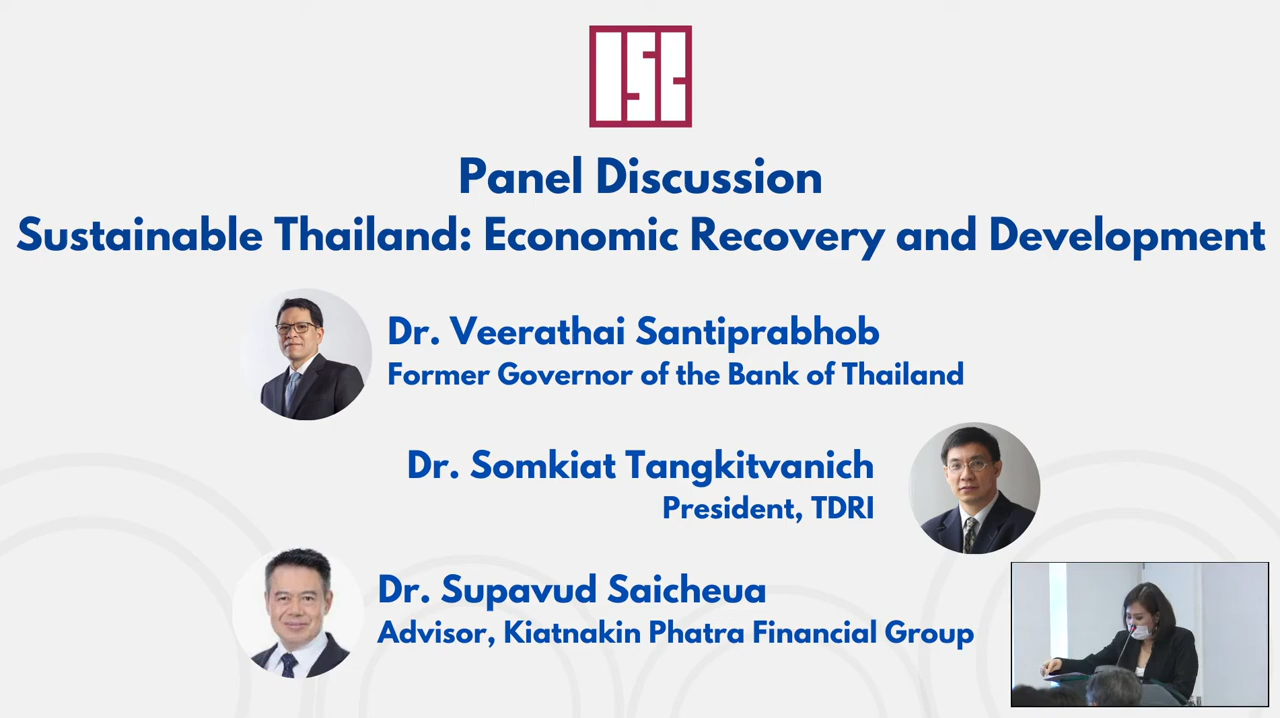 ISC
Panel Discussion
Sustainable Thailand: Economic Recovery and Development
Dr. Veerathai Santiprabhob
Former Governor of the Bank of Thailand
Dr. Somkiat Tangkitvanich
President, TDRI
Dr. Supavud Saicheua
Advisor, Kiatnakin Phatra Financial Group